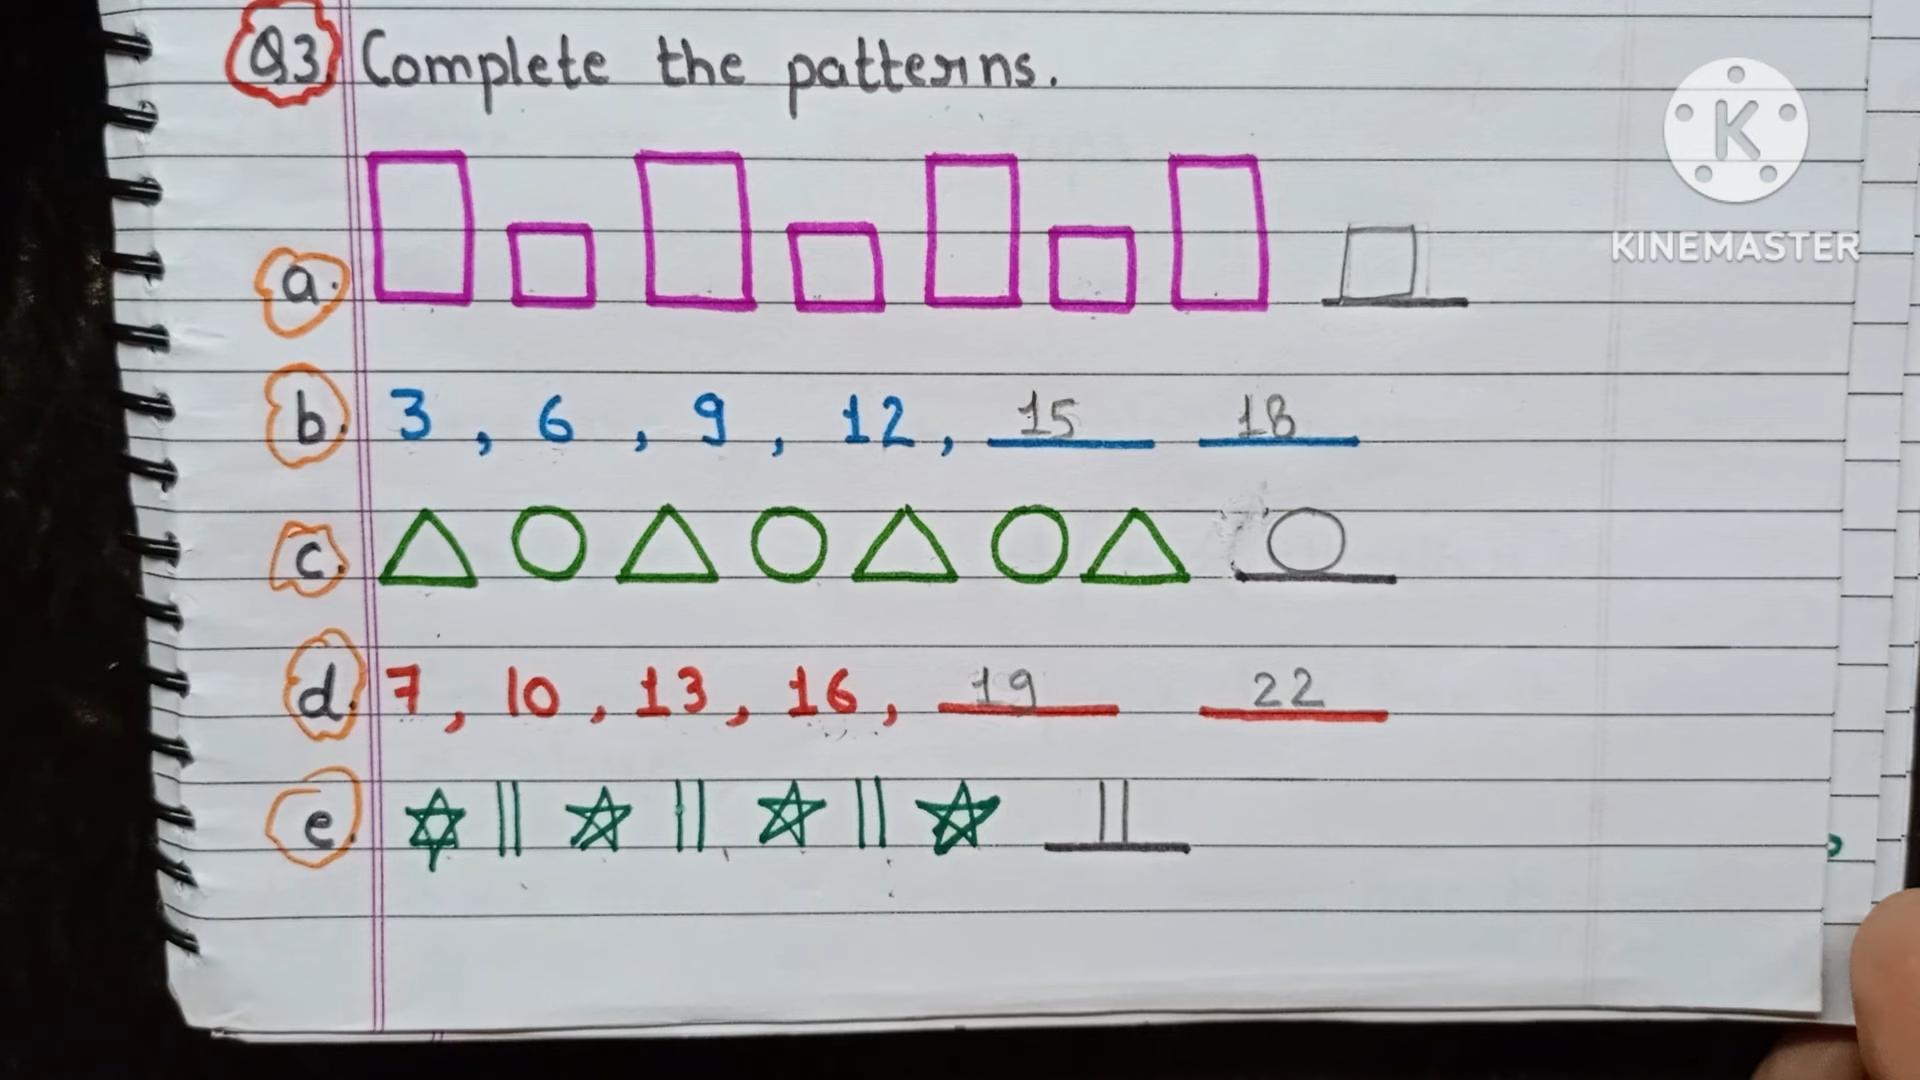 Q3 Complete the patterns.
K
KINEMASTER
a.
b. 3, 6, 9, 12, 15 18
c.
d. 7, 10, 13, 16, 19 22
e.